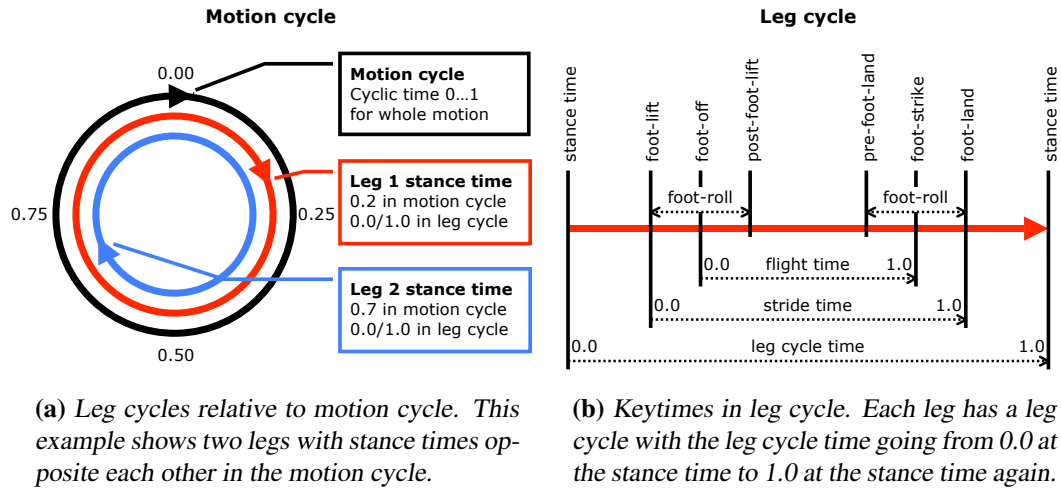 Motion cycle
0.00
0.25
0.50
0.75
Motion cycle
Cyclic time 0...1
for whole motion
Leg 1 stance time
0.2 in motion cycle
0.0/1.0 in leg cycle
Leg 2 stance time
0.7 in motion cycle
0.0/1.0 in leg cycle
(a) Leg cycles relative to motion cycle. This
example shows two legs with stance times op-
posite each other in the motion cycle.
Leg cycle
stance time
foot-lift
foot-off
post-foot-lift
pre-foot-land
foot-strike
foot-land
stance time
foot-roll
foot-roll
0.0 flight time 1.0
0.0 stride time 1.0
0.0 leg cycle time 1.0
(b) Keytimes in leg cycle. Each leg has a leg
cycle with the leg cycle time going from 0.0 at
the stance time to 1.0 at the stance time again.